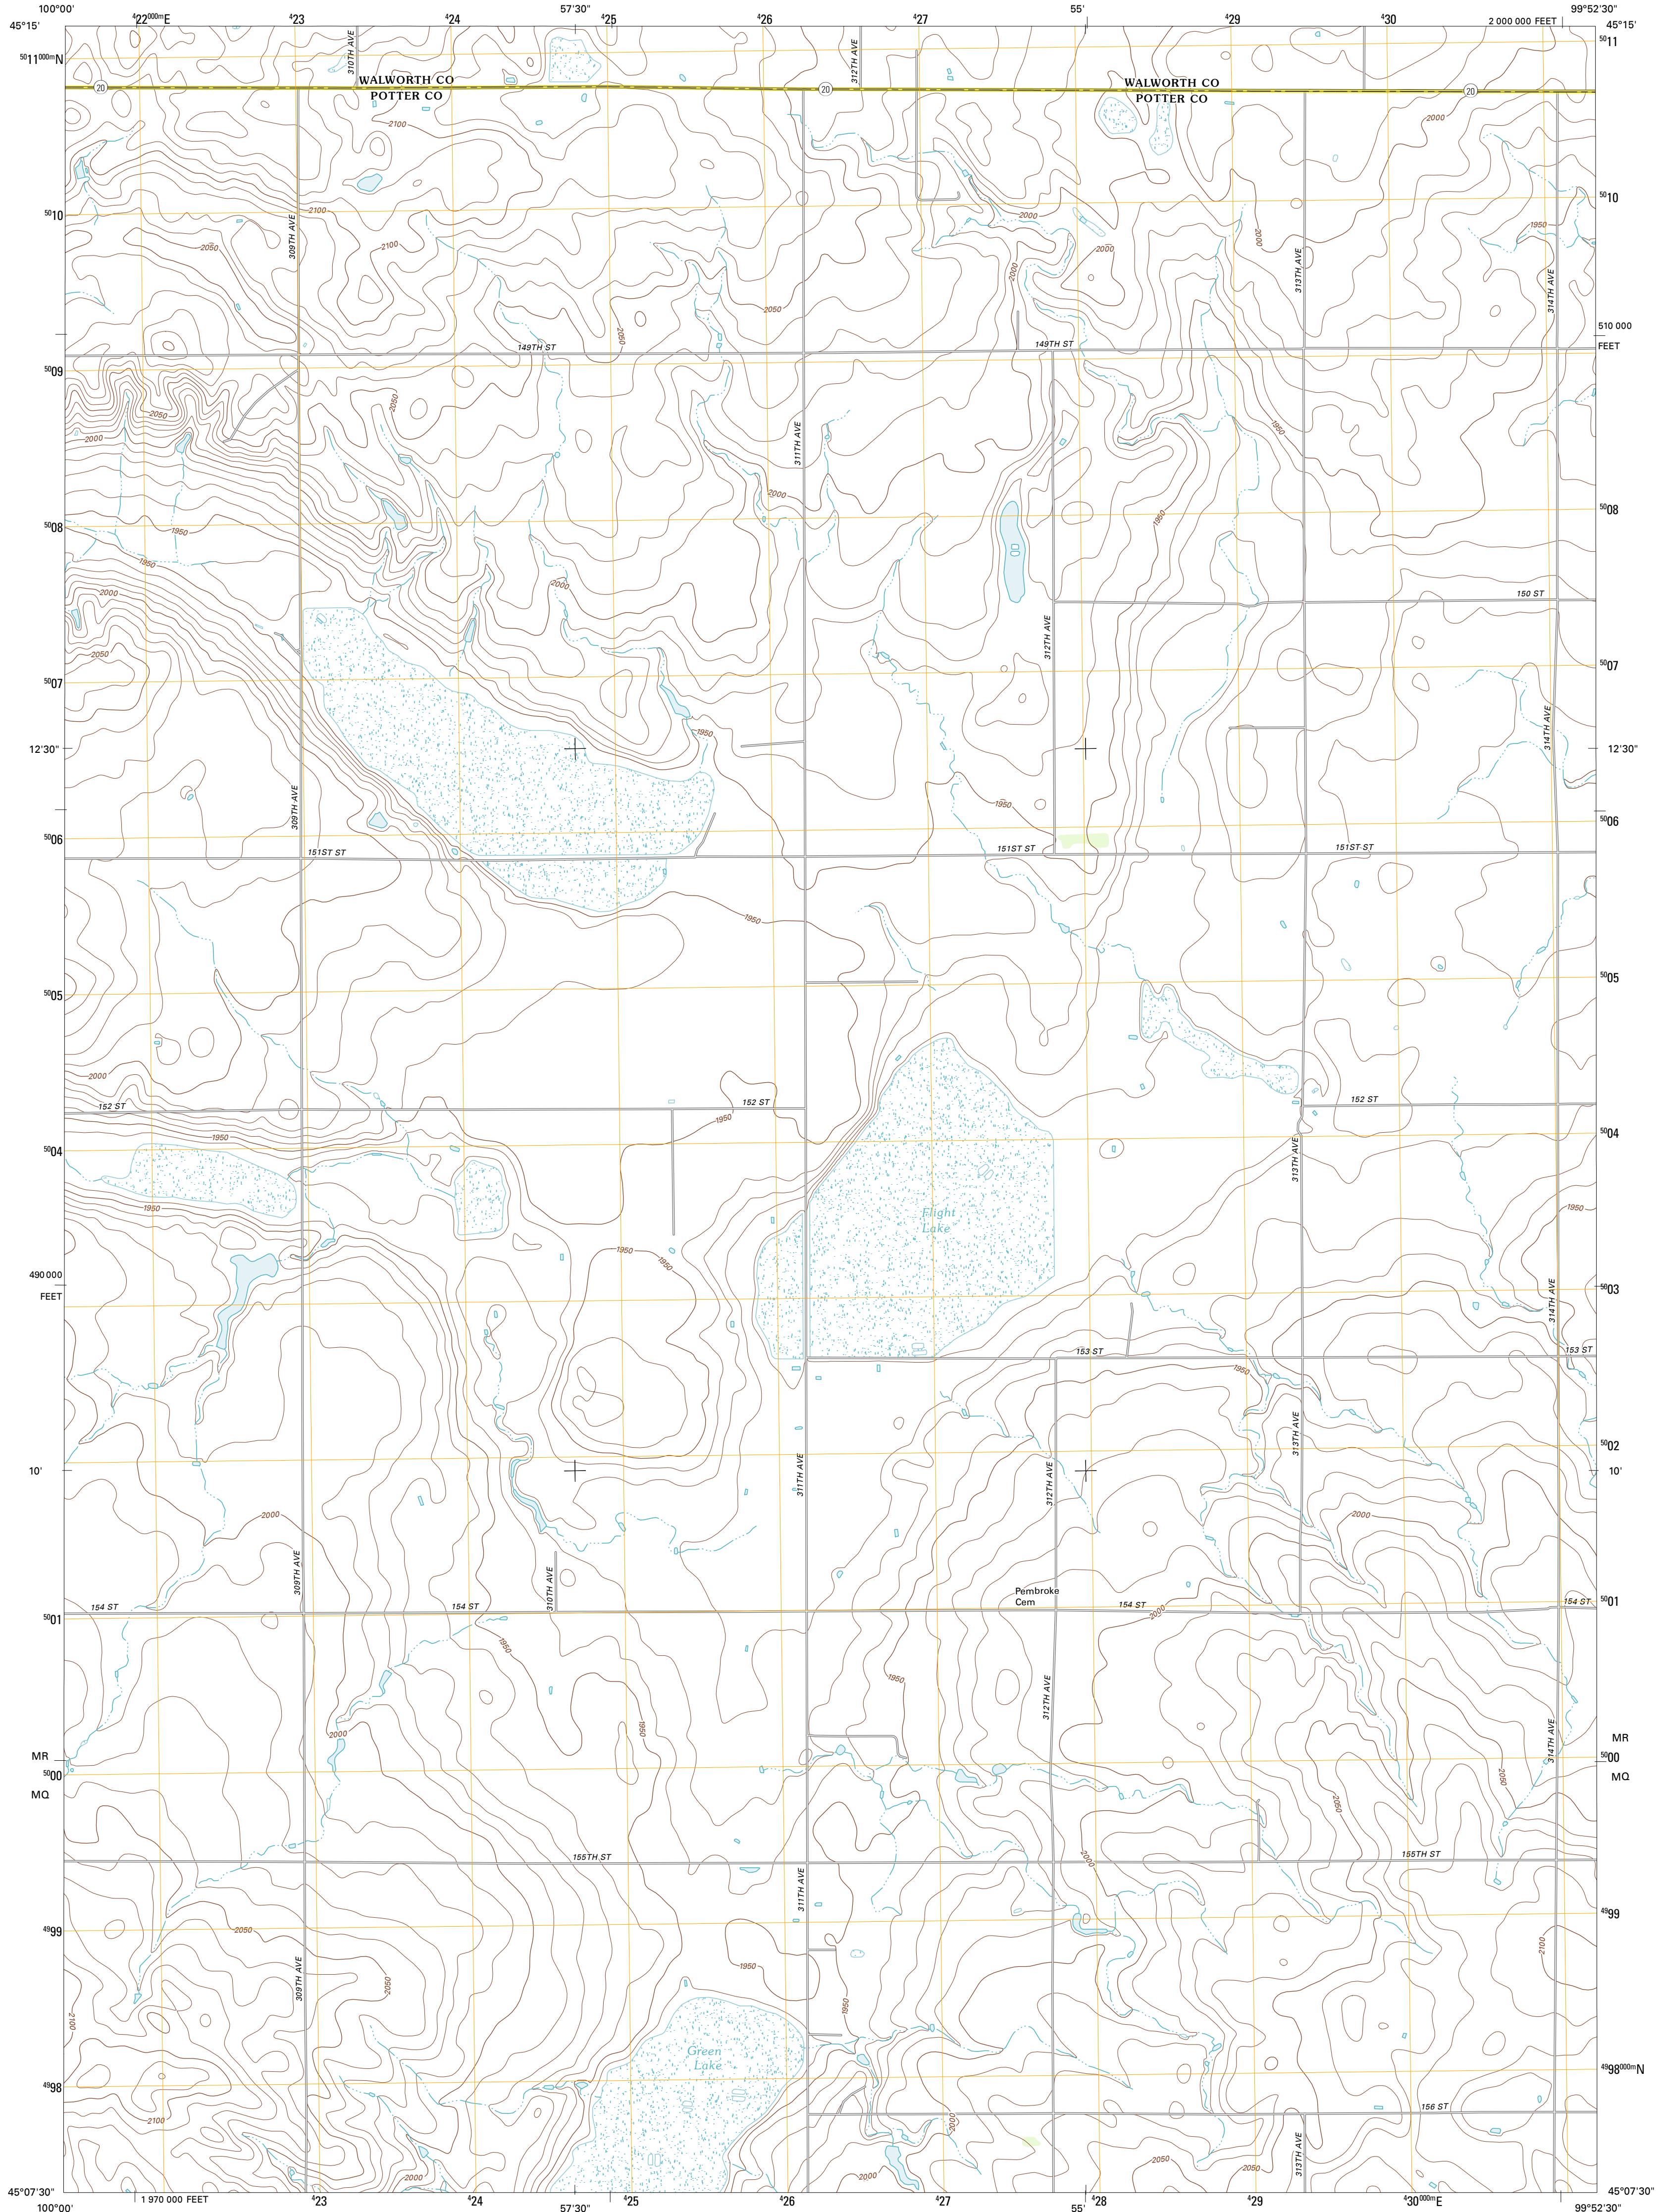 100°00'
⁴22⁰⁰⁰ᵐE
⁴23
⁴24
57'30"
⁴25
⁴26
⁴27
55'
⁴29
⁴30
2 000 000 FEET
99°52'30"
45°15'
45°15'
⁵⁰11⁰⁰⁰ᵐN
⁵⁰11
310TH AVE
312TH AVE
WALWORTH CO
POTTER CO
WALWORTH CO
POTTER CO
20
20
20
2100
2000
⁵⁰10
⁵⁰10
2100
2050
2100
2000
2000
2000
2000
1950
309TH AVE
313TH AVE
314TH AVE
2050
2050
510 000
FEET
149TH ST
149TH ST
⁵⁰09
2050
2050
2000
311TH AVE
1950
2000
⁵⁰08
⁵⁰08
1950
1950
1950
2000
2000
150 ST
312TH AVE
2050
⁵⁰07
⁵⁰07
1950
314TH AVE
12'30"
12'30"
309TH AVE
1950
⁵⁰06
⁵⁰06
151ST ST
151ST ST
151ST ST
1950
⁵⁰05
⁵⁰05
2000
152 ST
152 ST
152 ST
1950
1950
⁵⁰04
⁵⁰04
313TH AVE
1950
1950
Flight
Lake
1950
1950
490 000
FEET
⁵⁰03
314TH AVE
153 ST
153 ST
1950
313TH AVE
⁵⁰02
10'
10'
311TH AVE
312TH AVE
2000
2000
309TH AVE
310TH AVE
Pembroke
Cem
154 ST
154 ST
154 ST
154 ST
2000
⁵⁰01
⁵⁰01
1950
1950
312TH AVE
2000
1950
314TH AVE
MR
MR
⁵⁰00
⁵⁰00
MQ
MQ
2050
2050
2000
155TH ST
155TH ST
311TH AVE
⁴⁹99
⁴⁹99
2050
2100
309TH AVE
2050
1950
1950
2100
Green
Lake
⁴⁹98
⁴⁹98⁰⁰⁰ᵐN
156 ST
2100
2000
2050
2050
313TH AVE
2000
2000
45°07'30"
45°07'30"
100°00'
1 970 000 FEET
⁴23
⁴24
57'30"
⁴25
⁴26
⁴27
55'
⁴28
⁴29
⁴30⁰⁰⁰ᵐE
99°52'30"